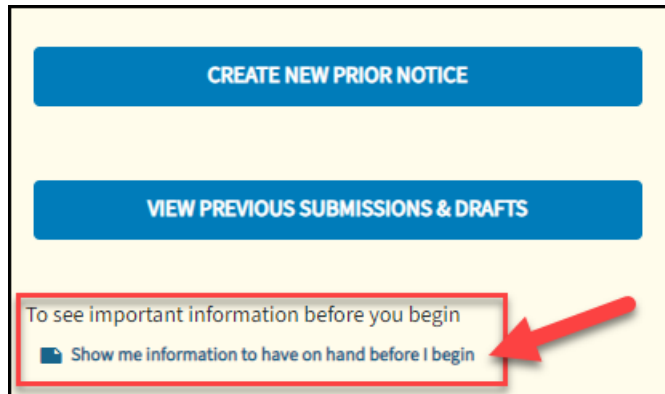 CREATE NEW PRIOR NOTICE
VIEW PREVIOUS SUBMISSIONS & DRAFTS
To see important information before you begin
Show me information to have on hand before I begin